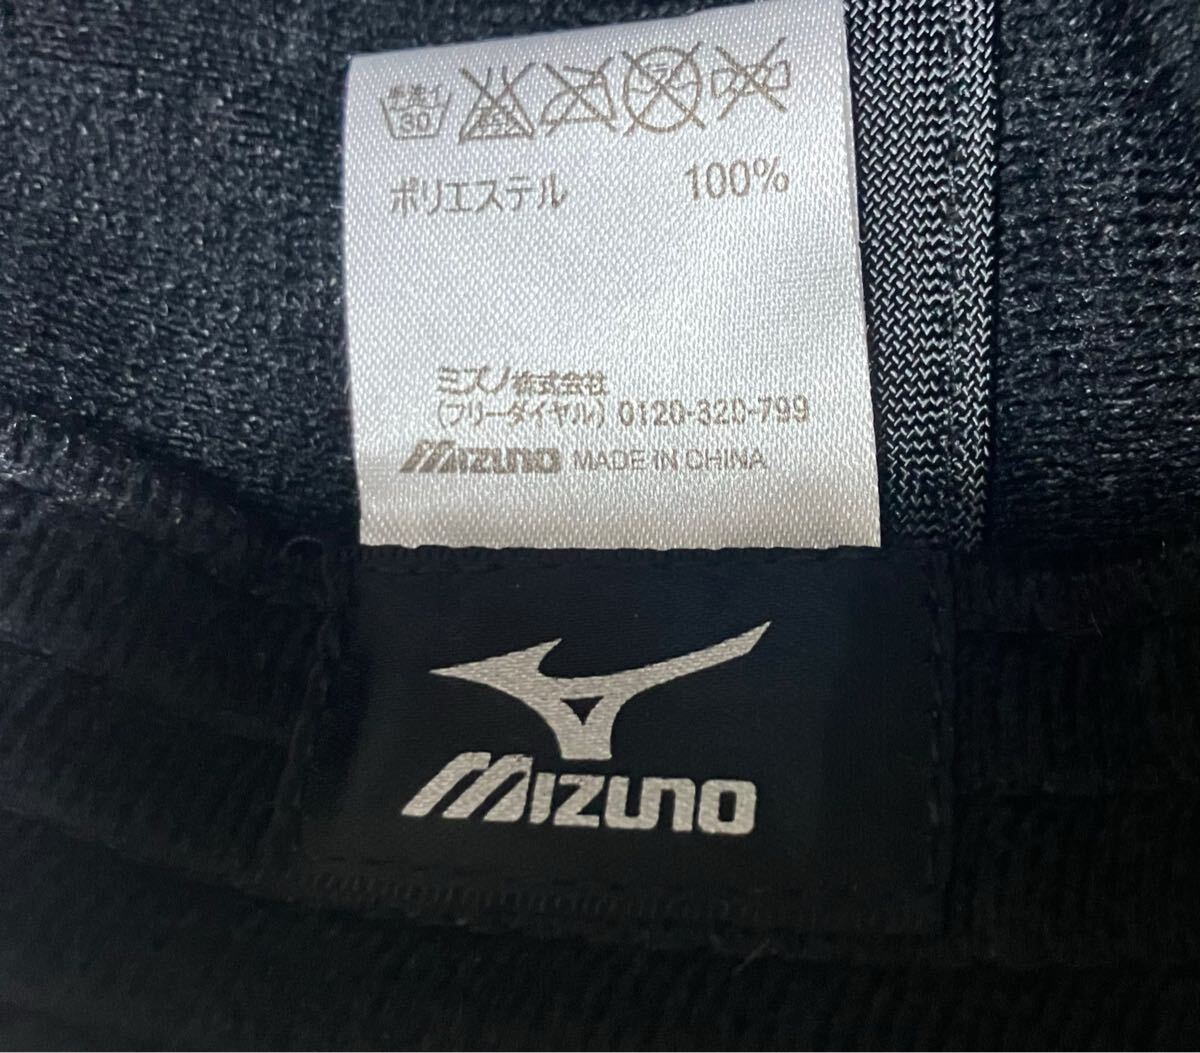 30
ポリエステル 100%
ミズノ株式会社
(フリーダイヤル) 0120-320-799
MIZUNO MADE IN CHINA
MIZUNO